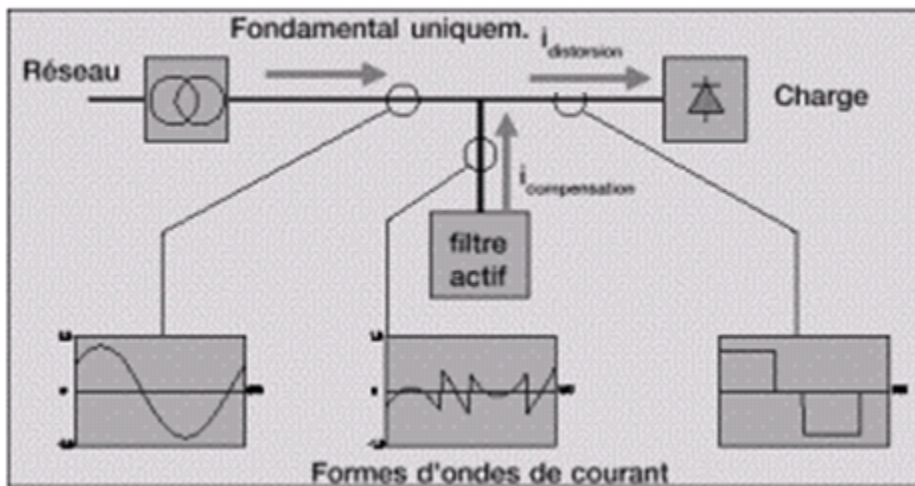 Fondamental uniquem.
i distorsion
Réseau
Charge
i compensation
filtre
actif
Formes d'ondes de courant